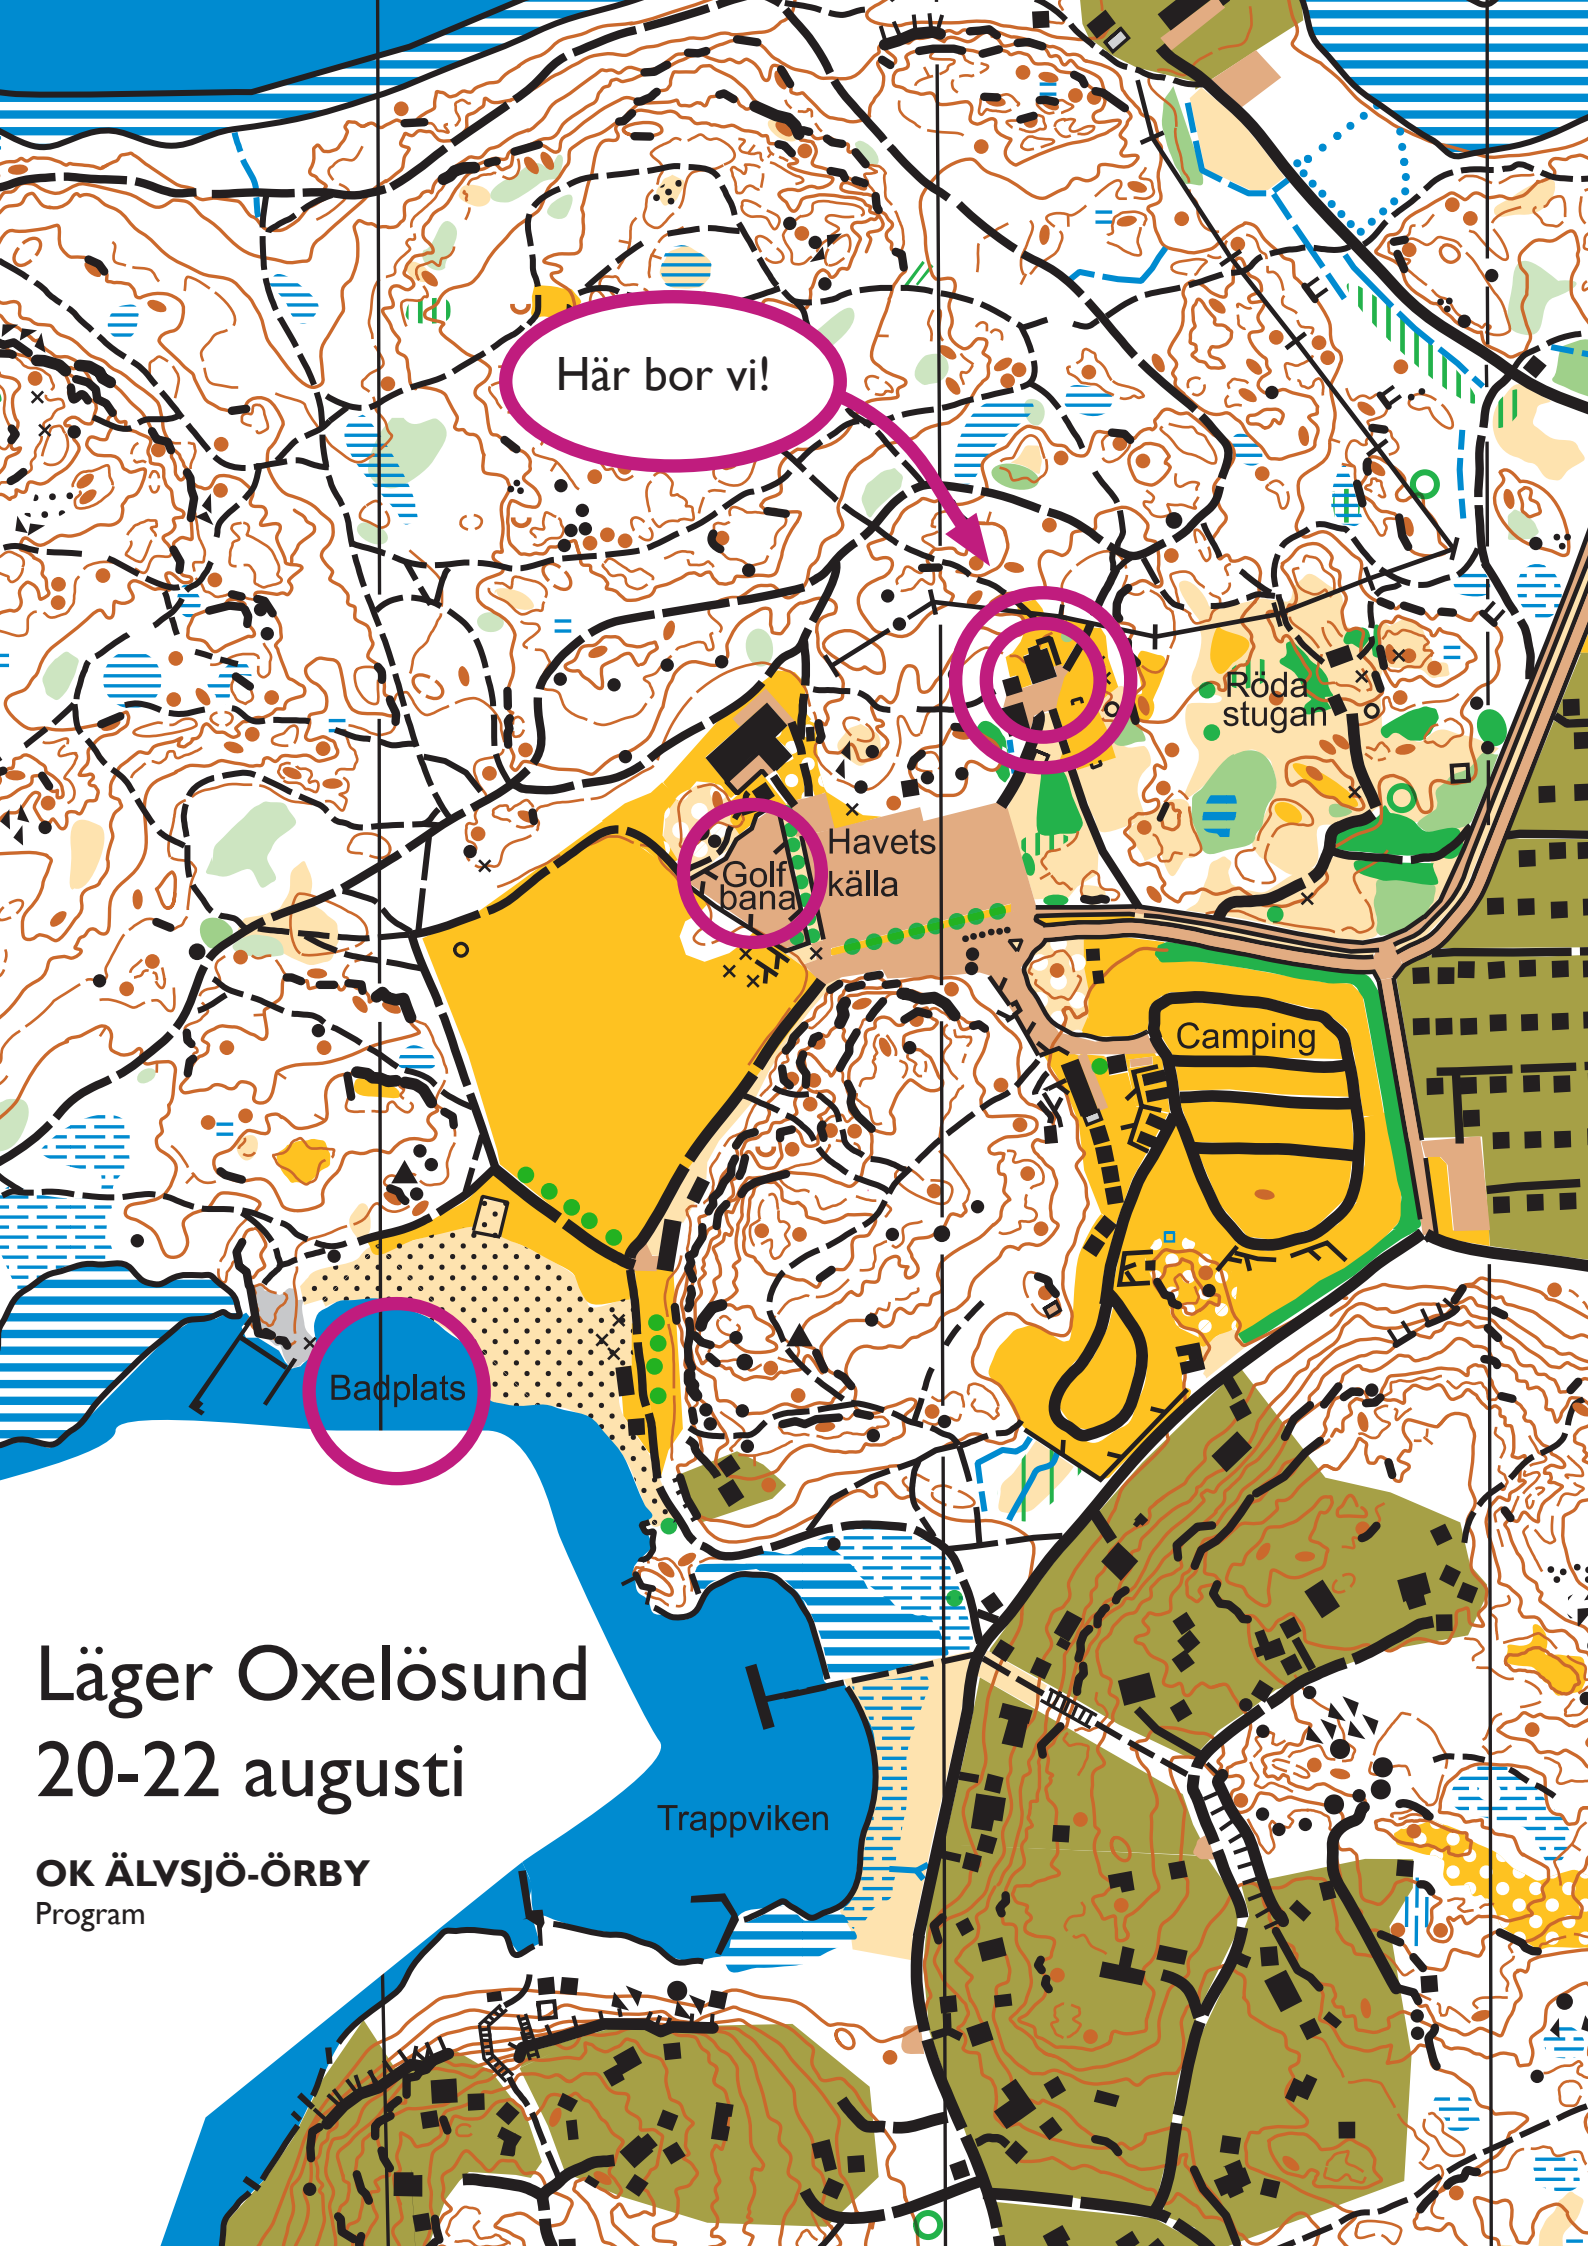 Här bor vi!
Röda
stugan
Havets
källa
Golf
bana
Camping
Badplats
Läger Oxelösund
20-22 augusti
Trappviken
OK ÄLVSJÖ-ÖRBY
Program